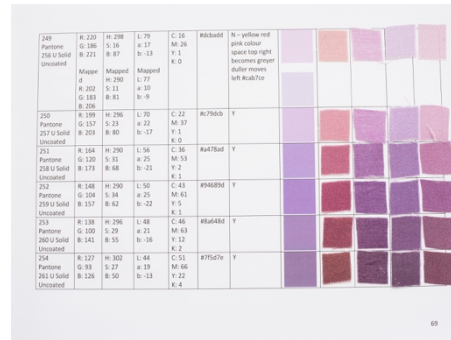 249 R: 220 H: 298 L: 79 C: 16 #dcbadd N – yellow red
Pantone G: 186 S: 16 a: 17 M: 26 pink colour
256 U Solid B: 221 B: 87 b: -13 Y: 1 space top right
Uncoated K: 0 becomes greyer
Mappe Mapped Mapped duller moves
d H: 290 L: 77 left #cab7ce
R: 202 S: 11 a: 10
G: 183 B: 81 b: -9
B: 206
250 R: 199 H: 296 L: 70 C: 22 #c79dcb Y
Pantone G: 157 S: 23 a: 22 M: 37
257 U Solid B: 203 B: 80 b: -17 Y: 1
Uncoated K: 0
251 R: 164 H: 290 L: 56 C: 36 #a478ad Y
Pantone G: 120 S: 31 a: 25 M: 53
258 U Solid B: 173 B: 68 b: -21 Y: 2
Uncoated K: 1
252 R: 148 H: 290 L: 50 C: 43 #94689d Y
Pantone G: 104 S: 34 a: 25 M: 61
259 U Solid B: 157 B: 62 b: -22 Y: 5
Uncoated K: 1
253 R: 138 H: 296 L: 48 C: 46 #8a648d Y
Pantone G: 100 S: 29 a: 21 M: 63
260 U Solid B: 141 B: 55 b: -16 Y: 12
Uncoated K: 2
254 R: 127 H: 302 L: 44 C: 51 #7f5d7e Y
Pantone G: 93 S: 27 a: 19 M: 66
261 U Solid B: 126 B: 50 b: -13 Y: 22
Uncoated K: 4
69